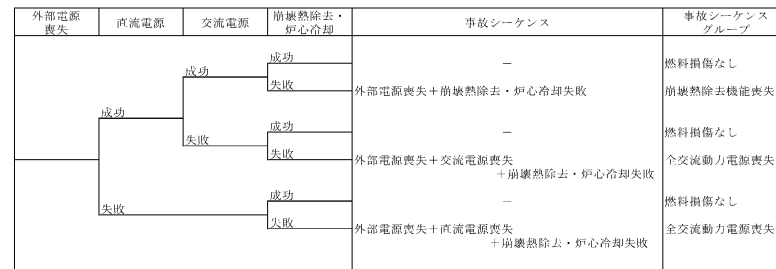 外部電源
喪失
直流電源
交流電源
崩壊熱除去・
炉心冷却
事故シーケンス
事故シーケンス
グループ
成功
－
燃料損傷なし
成功
失敗
外部電源喪失＋崩壊熱除去・炉心冷却失敗
崩壊熱除去機能喪失
成功
成功
－
燃料損傷なし
失敗
失敗
外部電源喪失＋交流電源喪失
＋崩壊熱除去・炉心冷却失敗
全交流動力電源喪失
成功
－
燃料損傷なし
失敗
失敗
外部電源喪失＋直流電源喪失
＋崩壊熱除去・炉心冷却失敗
全交流動力電源喪失